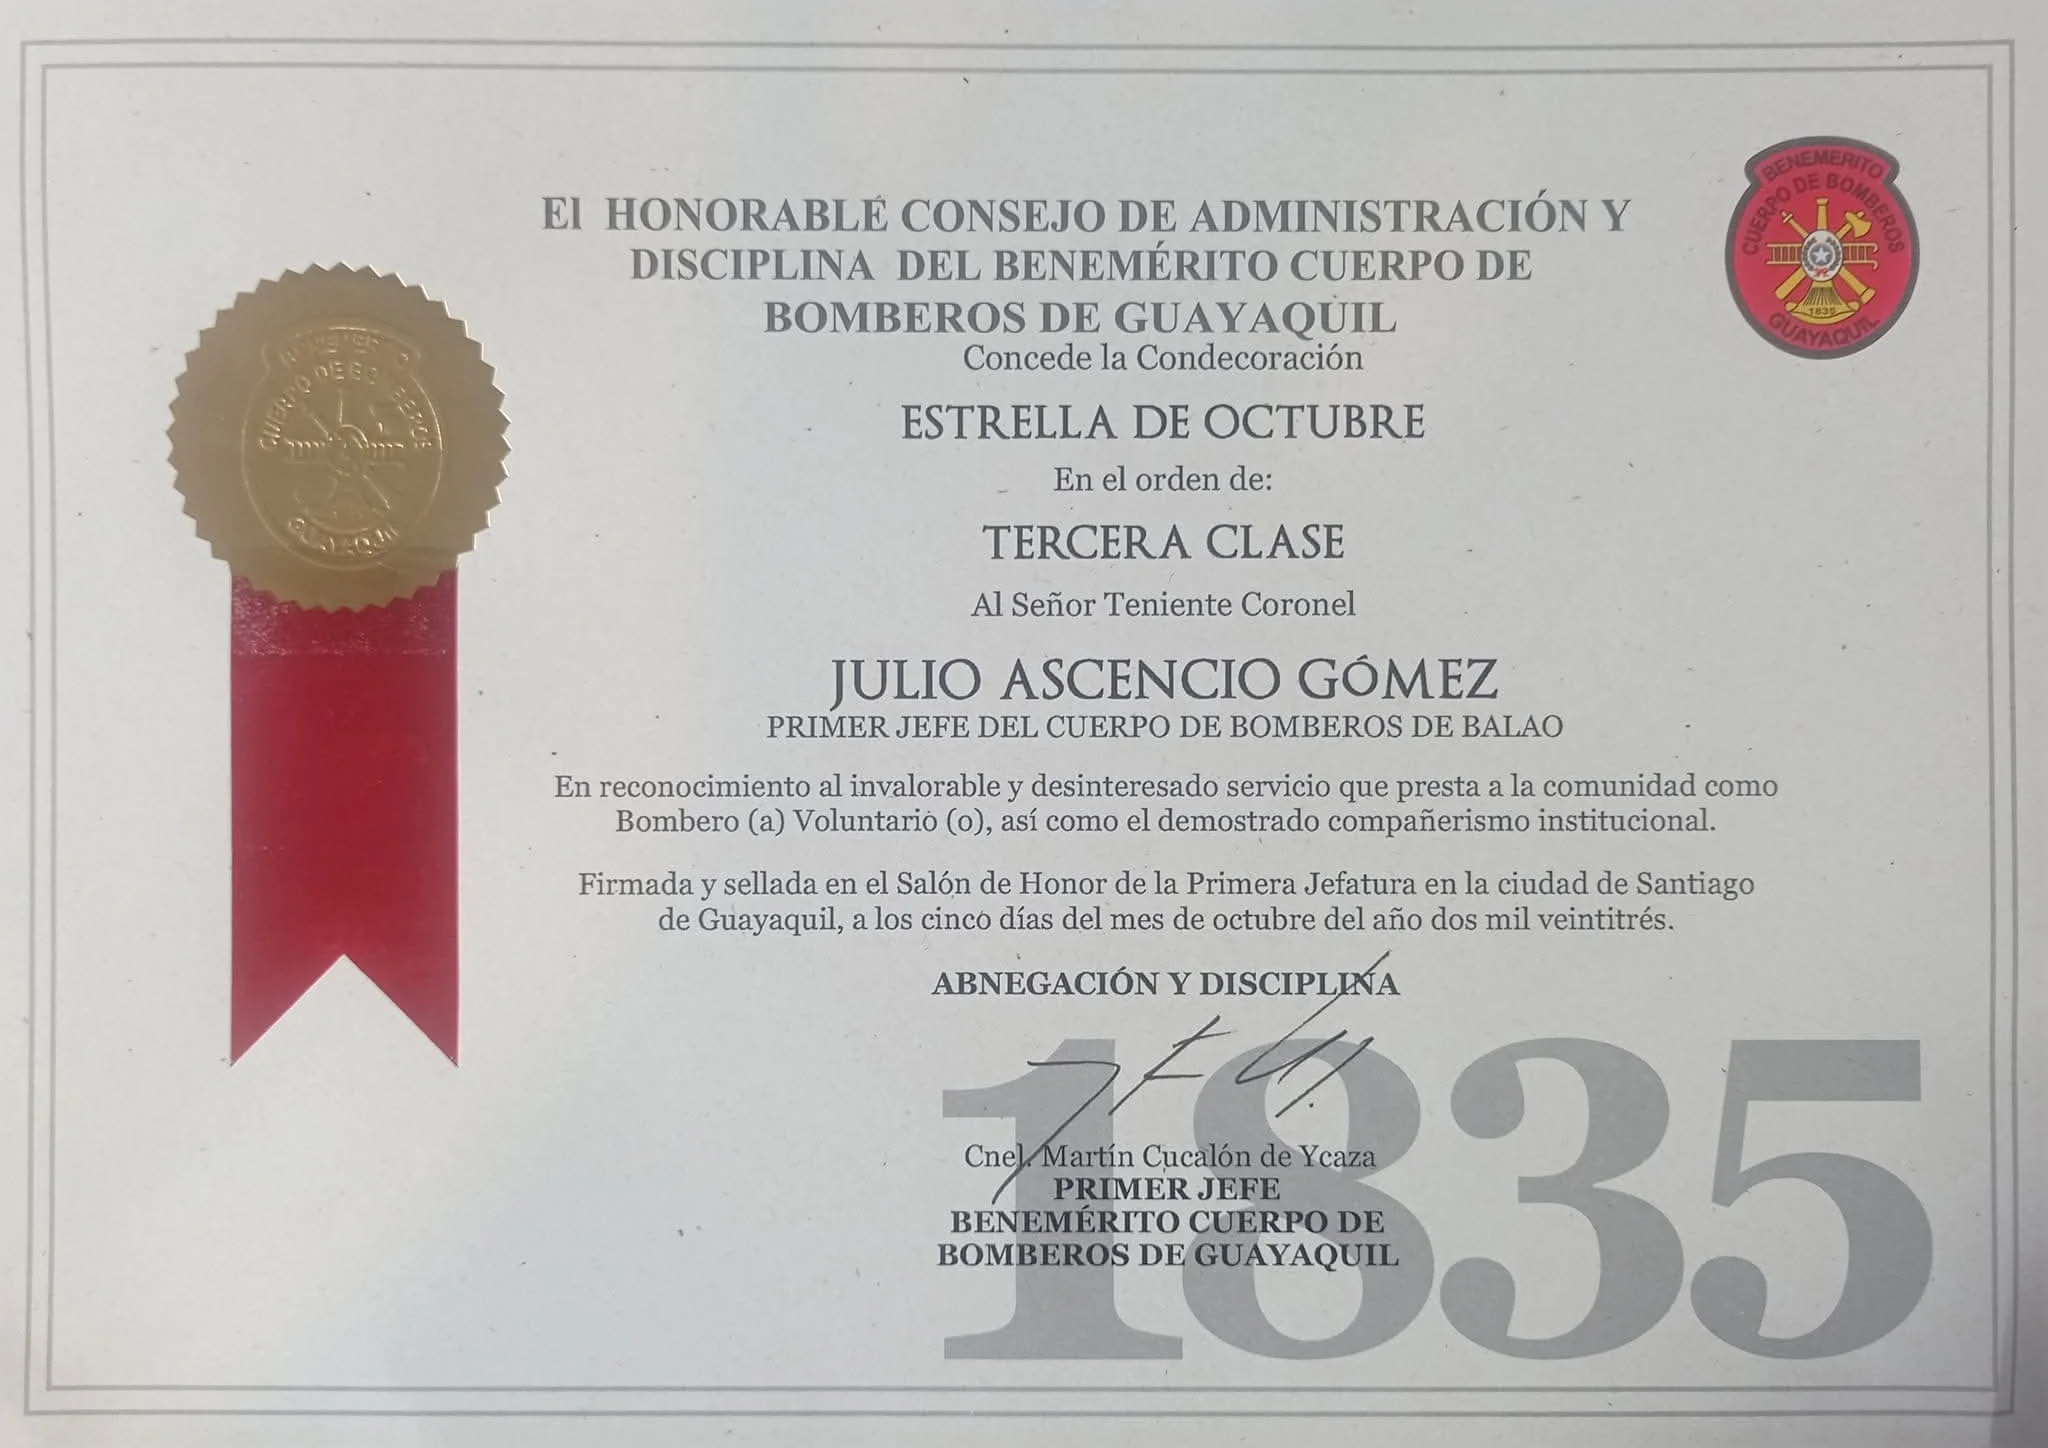 El HONORABLE CONSEJO DE ADMINISTRACIÓN Y
DISCIPLINA DEL BENEMÉRITO CUERPO DE
BOMBEROS DE GUAYAQUIL
Concede la Condecoración
ESTRELLA DE OCTUBRE
En el orden de:
TERCERA CLASE
Al Señor Teniente Coronel
JULIO ASCENCIO GÓMEZ
PRIMER JEFE DEL CUERPO DE BOMBEROS DE BALAO
En reconocimiento al invalorable y desinteresado servicio que presta a la comunidad como
Bombero (a) Voluntario (o), así como el demostrado compañerismo institucional.
Firmada y sellada en el Salón de Honor de la Primera Jefatura en la ciudad de Santiago
de Guayaquil, a los cinco días del mes de octubre del año dos mil veintitrés.
ABNEGACIÓN Y DISCIPLINA
1835
Cnel. Martín Cucalón de Ycaza
PRIMER JEFE
BENEMÉRITO CUERPO DE
BOMBEROS DE GUAYAQUIL
BENEMERITO
CUERPO DE BOMBEROS
1835
GUAYAQUIL
BENEMERITO
CUERPO DE BOMBEROS
GUAYAQUIL